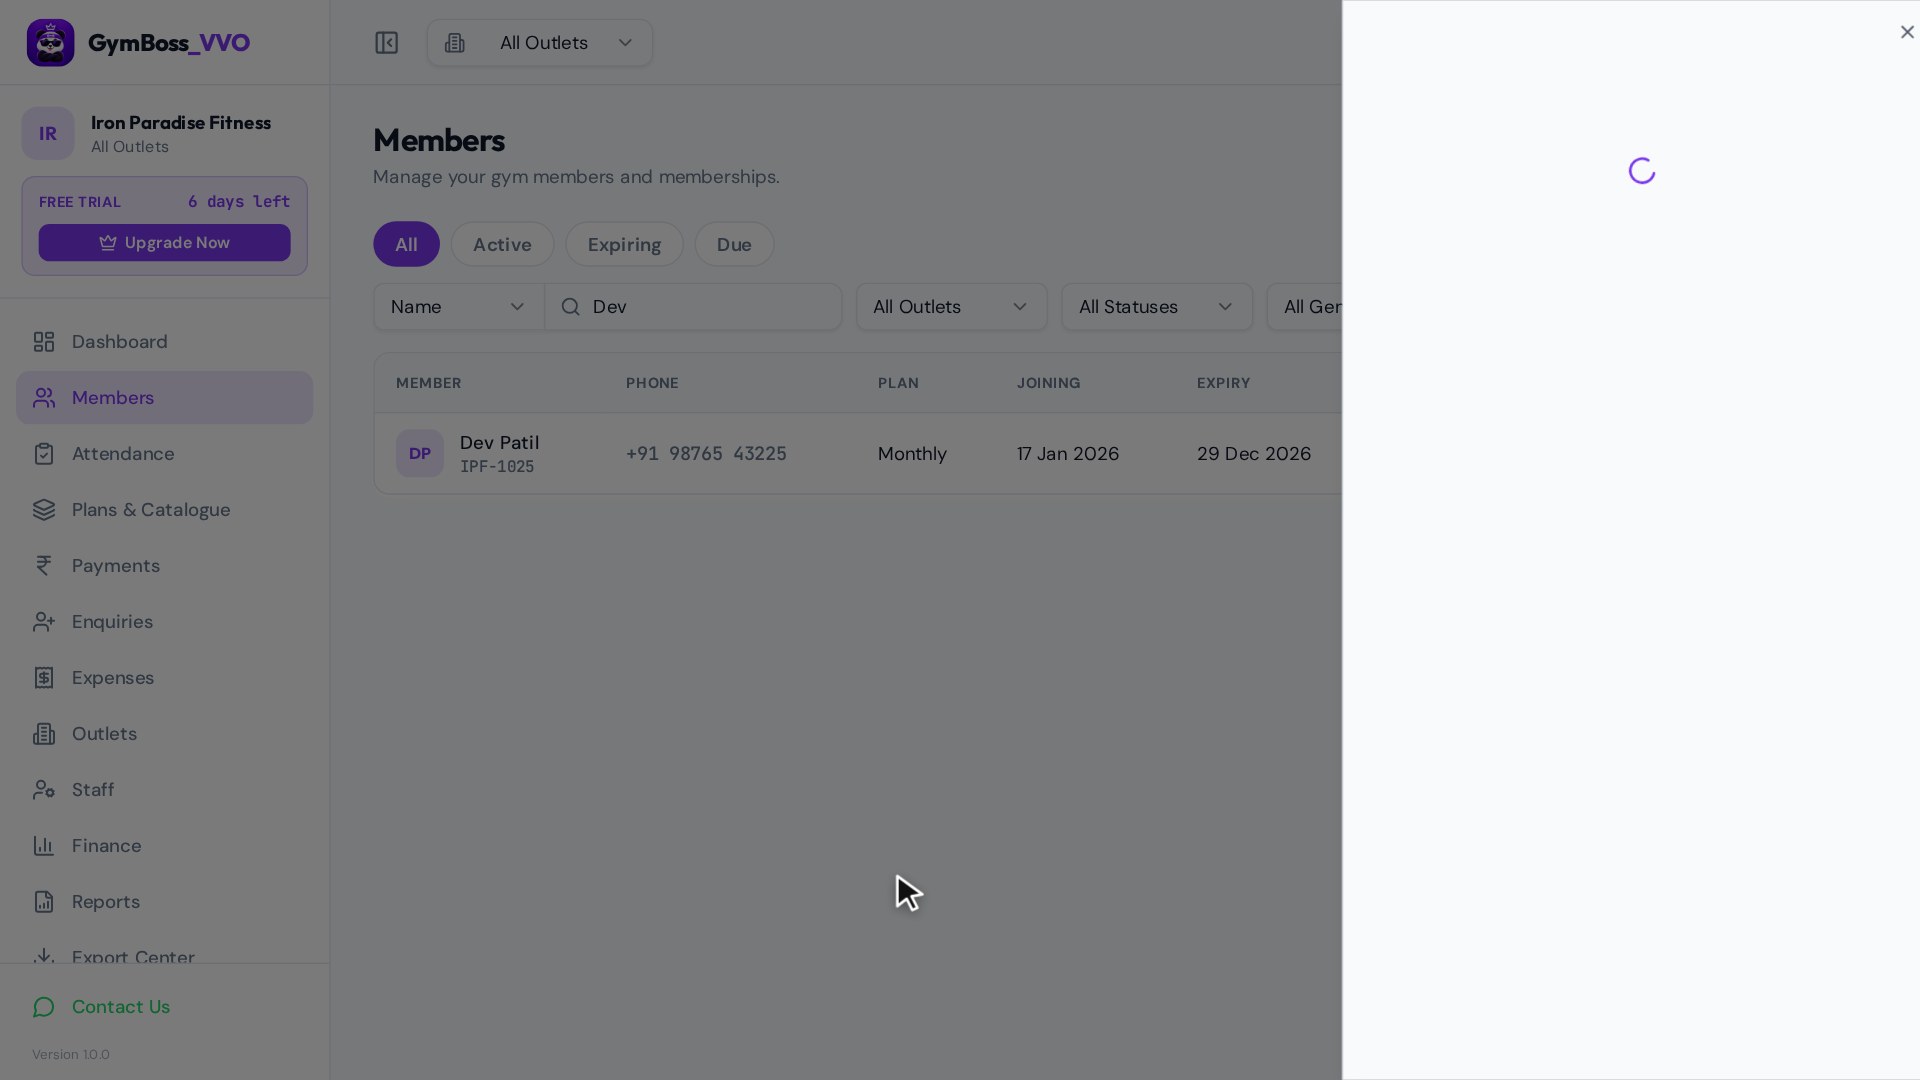 GymBoss_VVO
All Outlets
IR
Iron Paradise Fitness
All Outlets
FREE TRIAL
6 days left
Upgrade Now
Dashboard
Members
Attendance
Plans & Catalogue
Payments
Enquiries
Expenses
Outlets
Staff
Finance
Reports
Export Center
Contact Us
Version 1.0.0
Members
Manage your gym members and memberships.
All
Active
Expiring
Due
Name
Dev
All Outlets
All Statuses
All Gen
MEMBER
PHONE
PLAN
JOINING
EXPIRY
DP
Dev Patil
IPF-1025
+91 98765 43225
Monthly
17 Jan 2026
29 Dec 2026